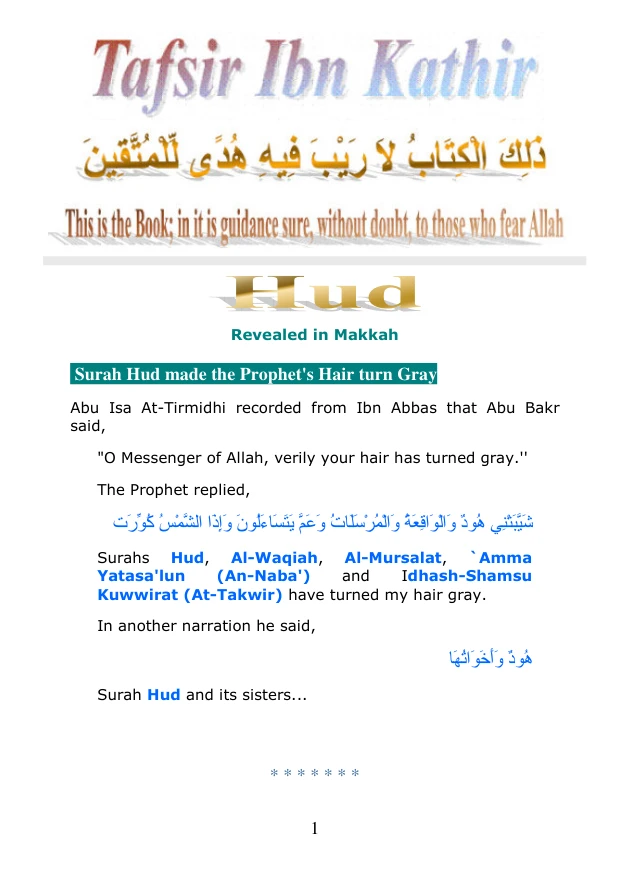 Tafsir Ibn Kathir
ذَلِكَ الْكِتَابُ لاَ رَيْبَ فِيهِ هُدًى لِّلْمُتَّقِينَ
This is the Book; in it is guidance sure, without doubt, to those who fear Allah
Hud
Revealed in Makkah
Surah Hud made the Prophet's Hair turn Gray
Abu Isa At-Tirmidhi recorded from Ibn Abbas that Abu Bakr
said,
"O Messenger of Allah, verily your hair has turned gray.''
The Prophet replied,
شَيَّبَتْنِي هُودٌ وَالْوَاقِعَةُ وَالْمُرْسَلَاتُ وَعَمَّ يَتَسَاءَلُونَ وَإِذَا الشَّمْسُ كُوِّرَت
Surahs Hud, Al-Waqiah, Al-Mursalat, `Amma
Yatasa'lun (An-Naba') and Idhash-Shamsu
Kuwwirat (At-Takwir) have turned my hair gray.
In another narration he said,
هُودٌ وَأَخَوَاتُهَا
Surah Hud and its sisters...
* * * * * * *
1